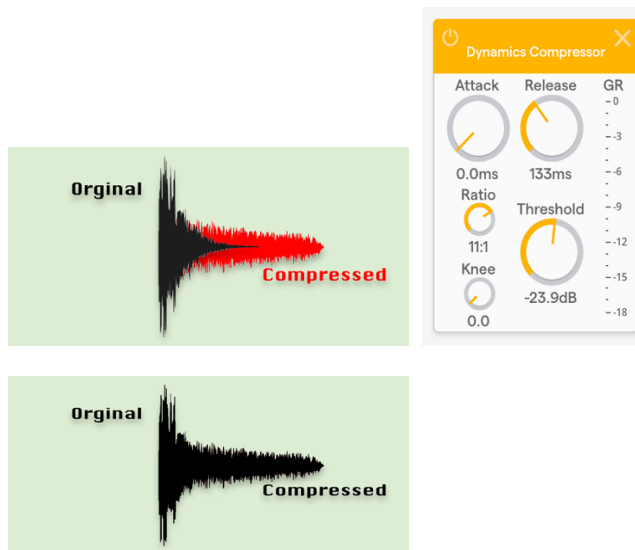 Orginal
Compressed
Orginal
Compressed
Dynamics Compressor
Attack Release GR
0.0ms 133ms
Ratio
11:1
Threshold
-23.9dB
Knee
0.0
-0
-3
-6
-9
-12
-15
-18